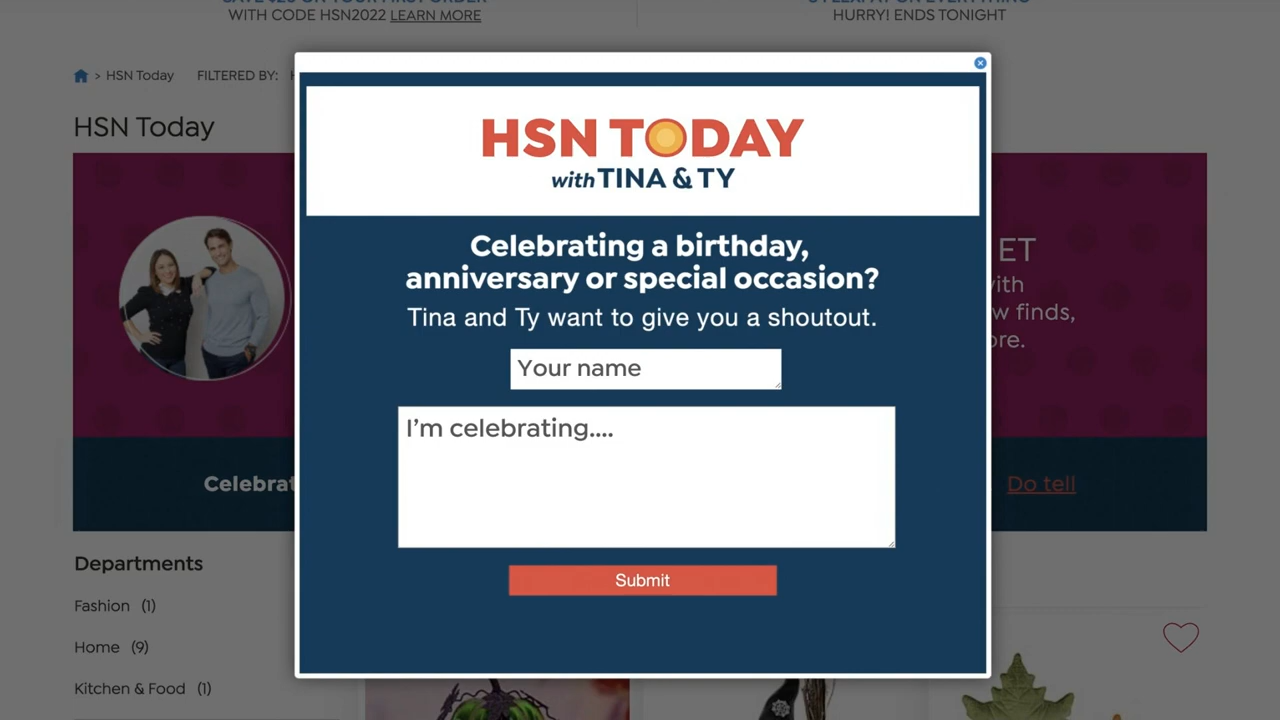 WITH CODE HSN2022 LEARN MORE
HURRY! ENDS TONIGHT
> HSN Today FILTERED BY:
HSN Today
HSN TODAY
with TINA & TY
Celebrating a birthday,
anniversary or special occasion?
Tina and Ty want to give you a shoutout.
Your name
I'm celebrating....
Submit
Do tell
Departments
Fashion (1)
Home (9)
Kitchen & Food (1)
finds,